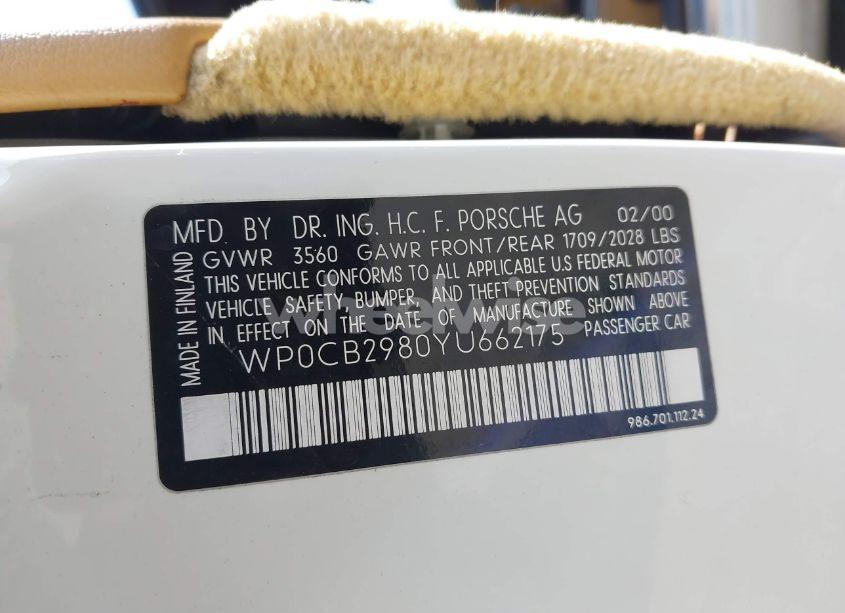 MFD. BY DR. ING. H.C. F. PORSCHE AG 02/00
GVWR 3560 GAWR FRONT/REAR 1709/2028 LBS
THIS VEHICLE CONFORMS TO ALL APPLICABLE U.S FEDERAL MOTOR
VEHICLE SAFETY, BUMPER, AND THEFT PREVENTION STANDARDS
IN EFFECT ON THE DATE OF MANUFACTURE SHOWN ABOVE
WP0CB2980YU662175 PASSENGER CAR
MADE IN FINLAND
986.701.112.24
wheelwise